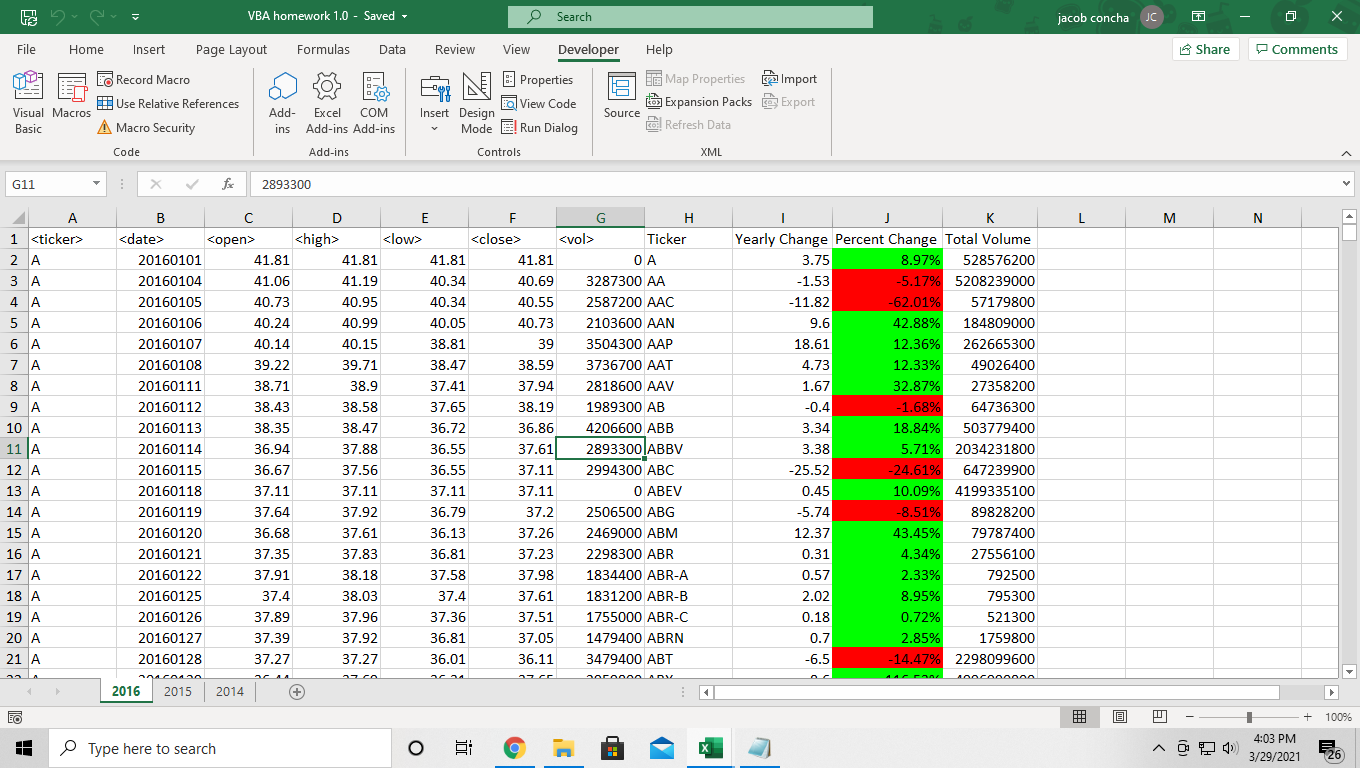 VBA homework 1.0 - Saved
Search
jacob concha
JC
File Home Insert Page Layout Formulas Data Review View Developer Help
Share
Comments
Visual Basic
Macros
Record Macro
Use Relative References
Macro Security
Code
Add-ins
Excel Add-ins
COM Add-ins
Add-ins
Insert
Design Mode
Properties
View Code
Run Dialog
Controls
Source
Map Properties
Expansion Packs
Refresh Data
Import
Export
XML
G11
fx
2893300
A B C D E F G H I J K L M N
1 <ticker> <date> <open> <high> <low> <close> <vol> Ticker Yearly Change Percent Change Total Volume
2 A 20160101 41.81 41.81 41.81 41.81 0 A 3.75 8.97% 528576200
3 A 20160104 41.06 41.19 40.34 40.69 3287300 AA -1.53 -5.17% 5208239000
4 A 20160105 40.73 40.95 40.34 40.55 2587200 AAC -11.82 -62.01% 57179800
5 A 20160106 40.24 40.99 40.05 40.73 2103600 AAN 9.6 42.88% 184809000
6 A 20160107 40.14 40.15 38.81 39 3504300 AAP 18.61 12.36% 262665300
7 A 20160108 39.22 39.71 38.47 38.59 3736700 AAT 4.73 12.33% 49026400
8 A 20160111 38.71 38.9 37.41 37.94 2818600 AAV 1.67 32.87% 27358200
9 A 20160112 38.43 38.58 37.65 38.19 1989300 AB -0.4 -1.68% 64736300
10 A 20160113 38.35 38.47 36.72 36.86 4206600 ABB 3.34 18.84% 503779400
11 A 20160114 36.94 37.88 36.55 37.61 2893300 ABBV 3.38 5.71% 2034231800
12 A 20160115 36.67 37.56 36.55 37.11 2994300 ABC -25.52 -24.61% 647239900
13 A 20160118 37.11 37.11 37.11 37.11 0 ABEV 0.45 10.09% 4199335100
14 A 20160119 37.64 37.92 36.79 37.2 2506500 ABG -5.74 -8.51% 89828200
15 A 20160120 36.68 37.61 36.13 37.26 2469000 ABM 12.37 43.45% 79787400
16 A 20160121 37.35 37.83 36.81 37.23 2298300 ABR 0.31 4.34% 27556100
17 A 20160122 37.91 38.18 37.58 37.98 1834400 ABR-A 0.57 2.33% 792500
18 A 20160125 37.4 38.03 37.4 37.61 1831200 ABR-B 2.02 8.95% 795300
19 A 20160126 37.89 37.96 37.36 37.51 1755000 ABR-C 0.18 0.72% 521300
20 A 20160127 37.39 37.92 36.81 37.05 1479400 ABRN 0.7 2.85% 1759800
21 A 20160128 37.27 37.27 36.01 36.11 3479400 ABT -6.5 -14.47% 2298099600
2016 2015 2014
100%
Type here to search
4:03 PM
3/29/2021
26